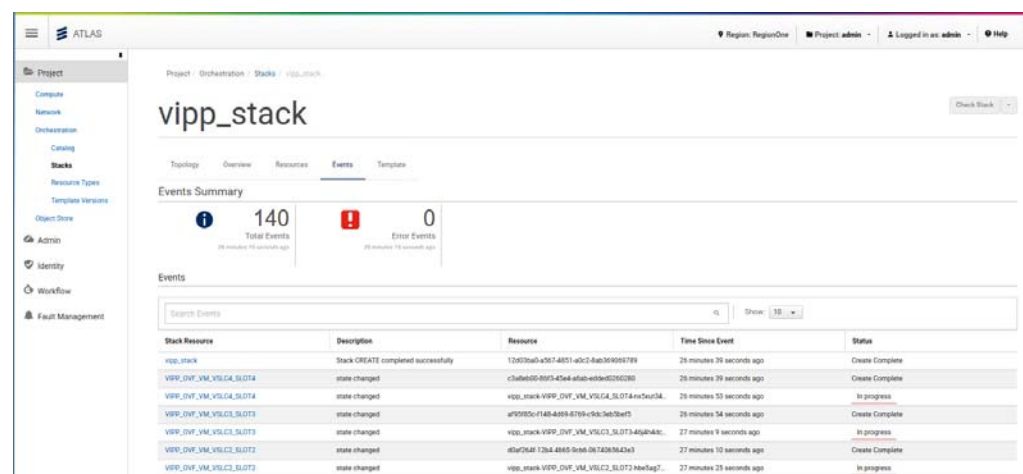 ATLAS
Region: RegionOne
Project: admin
Logged in as: admin
Help
Project
Compute
Network
Orchestration
Catalog
Stacks
Resource Types
Template Versions
Object Store
Admin
Identity
Workflow
Fault Management
Project / Orchestration / Stacks / vipp_stack
vipp_stack
Check Stack
Topology Overview Resources Events Template
Events Summary
140
Total Events
0
Error Events
Events
Search Events
Show: 10
Stack Resource Description Resource Time Since Event Status
vipp_stack Stack CREATE completed successfully 26 minutes 39 seconds ago Create Complete
VIPP_OVF_VM_VSLC4_SLOT4 state changed 26 minutes 39 seconds ago Create Complete
VIPP_OVF_VM_VSLC4_SLOT4 state changed 26 minutes 53 seconds ago In progress
VIPP_OVF_VM_VSLC3_SLOT3 state changed 26 minutes 54 seconds ago Create Complete
VIPP_OVF_VM_VSLC3_SLOT3 state changed 27 minutes 9 seconds ago In progress
VIPP_OVF_VM_VSLC2_SLOT2 state changed 27 minutes 10 seconds ago Create Complete
VIPP_OVF_VM_VSLC2_SLOT2 state changed 27 minutes 25 seconds ago In progress